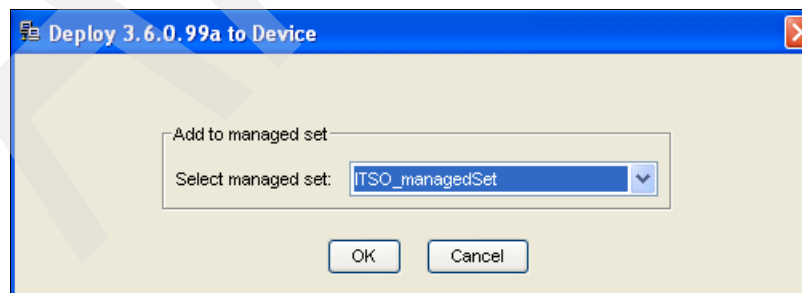 Deploy 3.6.0.99a to Device
Add to managed set
Select managed set: ITSO_managedSet
OK Cancel